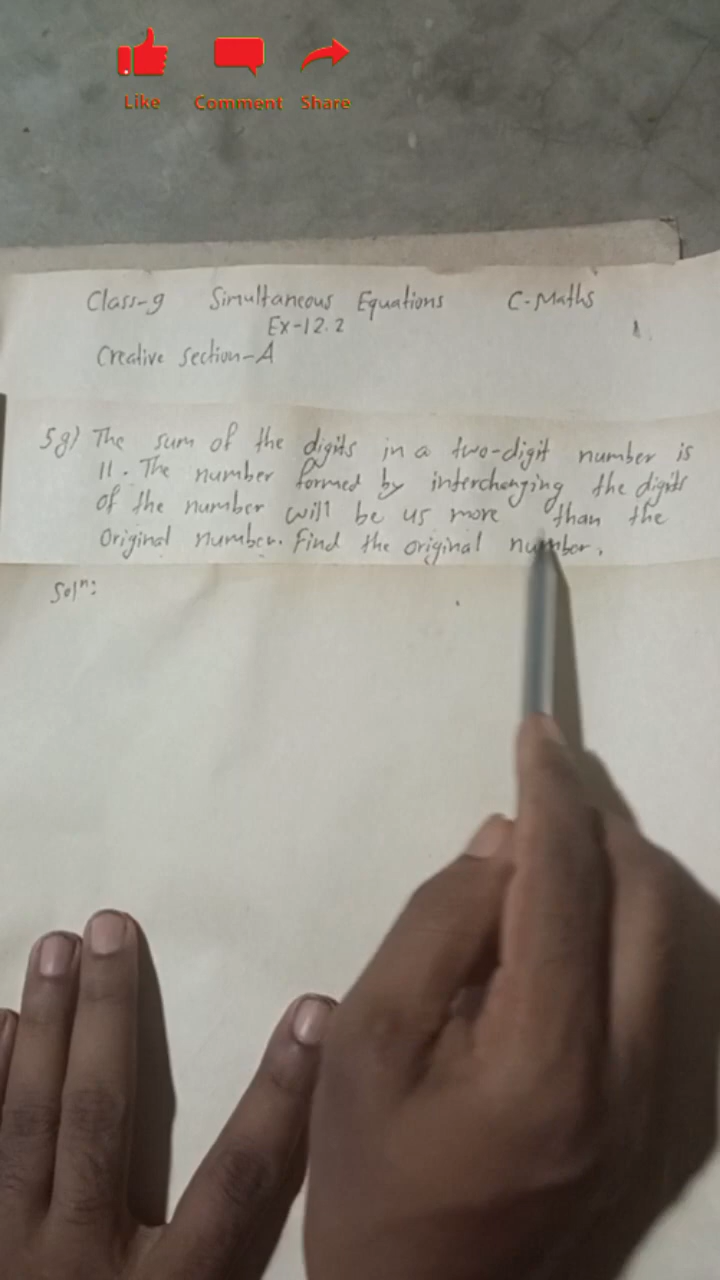 Like Comment Share
Class-9 Simultaneous Equations C-Maths
Ex-12.2
Creative Section-A
5g) The sum of the digits in a two-digit number is
11. The number formed by interchanging the digits
of the number will be 45 more than the
Original number. Find the original number.
Solⁿ: